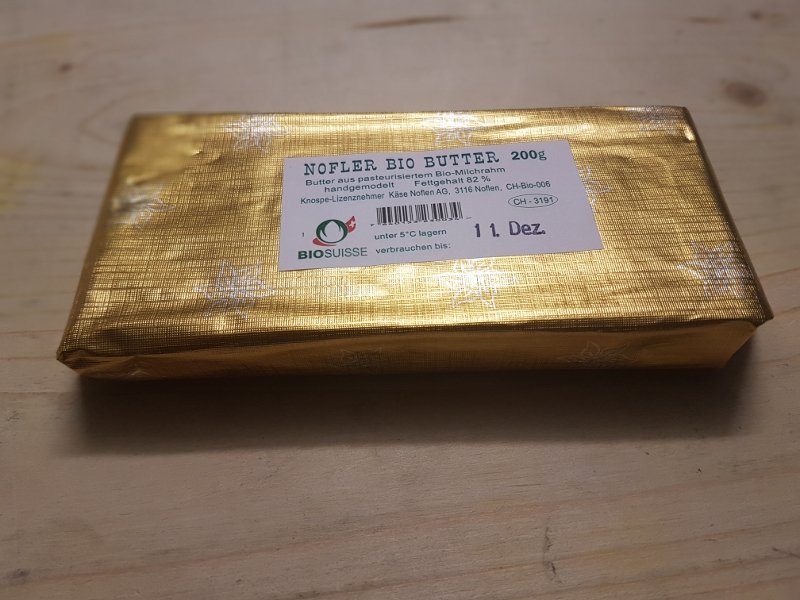 NOFLER BIO BUTTER 200g
Butter aus pasteurisiertem Bio-Milchrahm
handgemodelt Fettgehalt 82 %
Knospe-Lizenznehmer Käse Noflen AG, 3116 Noflen, CH-Bio-006
CH - 3191
1
BIOSUISSE
unter 5°C lagern
verbrauchen bis: 11. Dez.